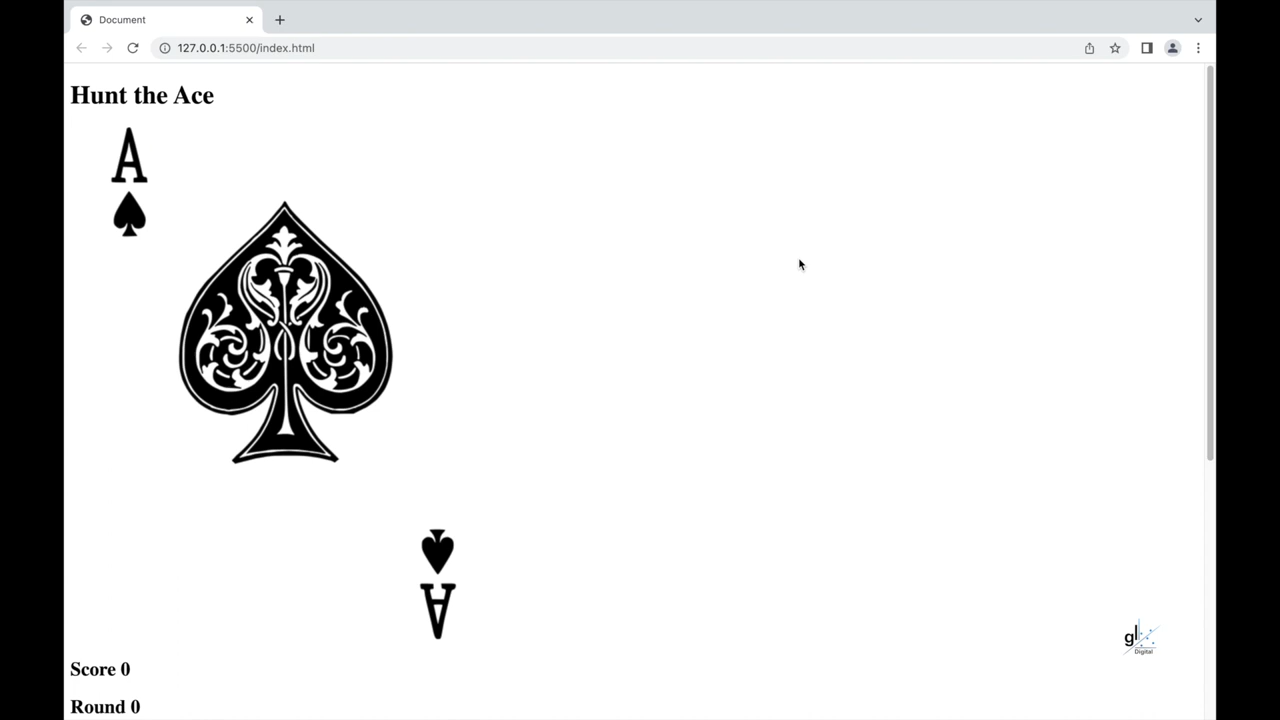 Document
127.0.0.1:5500/index.html
Hunt the Ace
A
A
Score 0
Round 0
gl
Digital